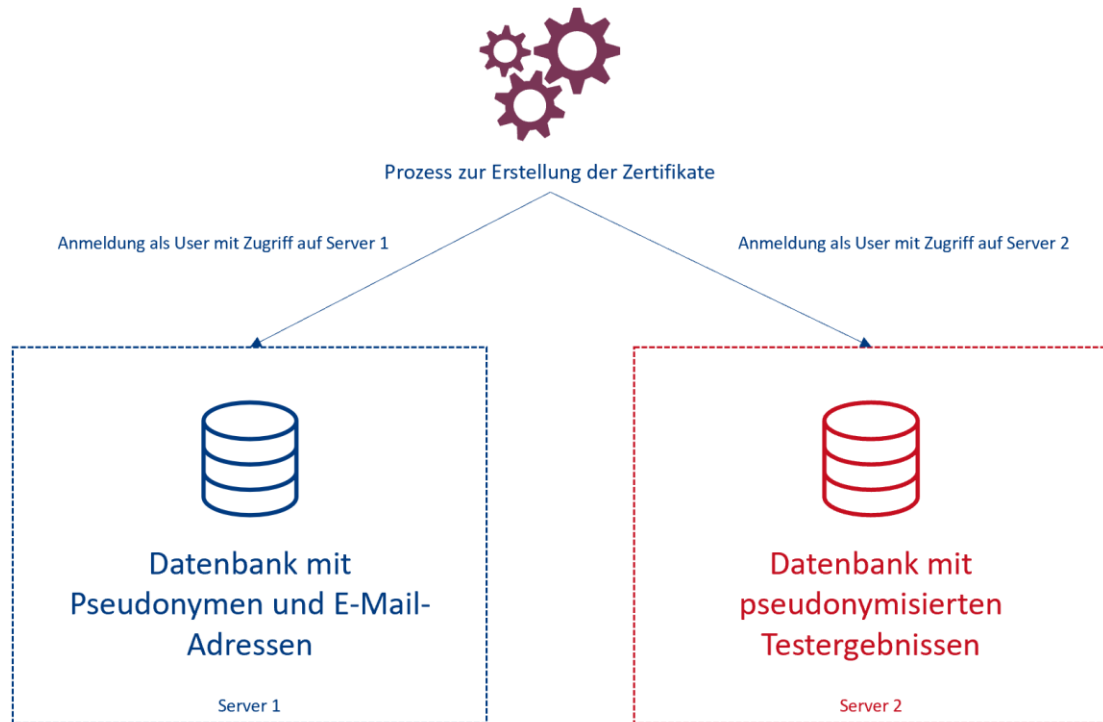 Prozess zur Erstellung der Zertifikate
Anmeldung als User mit Zugriff auf Server 1
Anmeldung als User mit Zugriff auf Server 2
Datenbank mit
Pseudonymen und E-Mail-
Adressen
Server 1
Datenbank mit
pseudonymisierten
Testergebnissen
Server 2